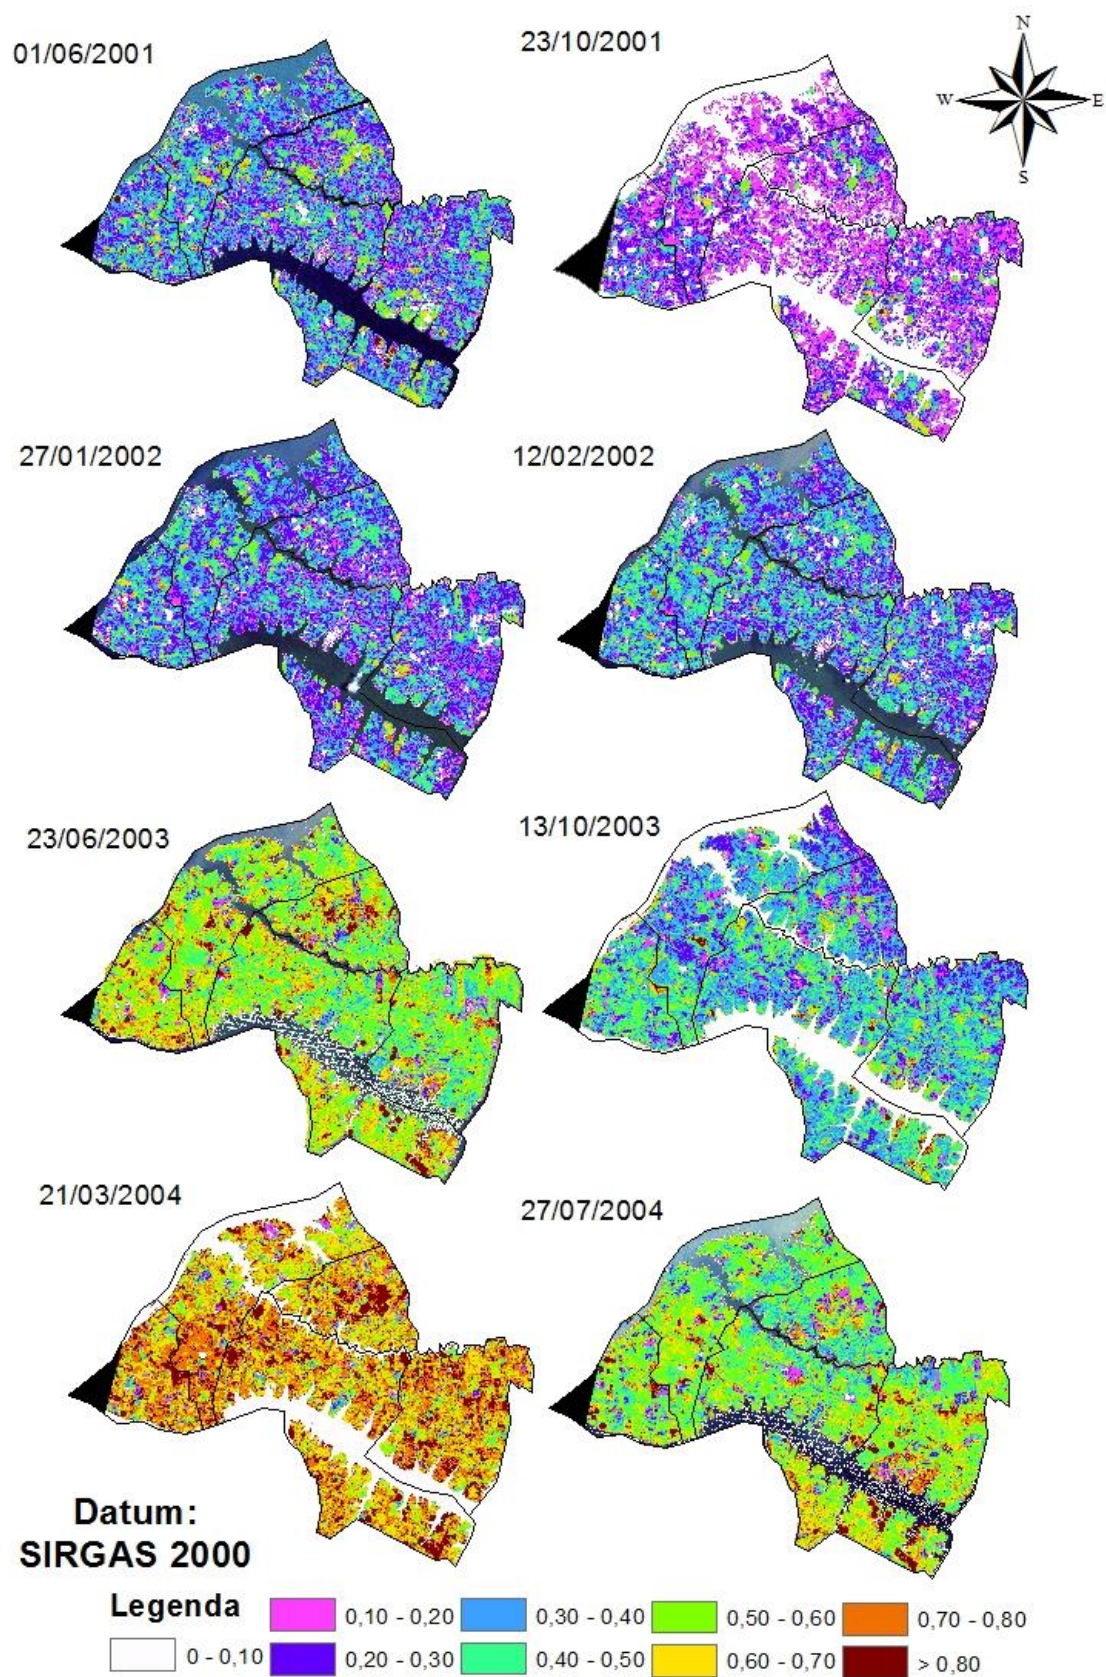 01/06/2001
23/10/2001
N
W
E
S
27/01/2002
12/02/2002
23/06/2003
13/10/2003
21/03/2004
27/07/2004
Datum:
SIRGAS 2000
Legenda
0,10 - 0,20
0,30 - 0,40
0,50 - 0,60
0,70 - 0,80
0 - 0,10
0,20 - 0,30
0,40 - 0,50
0,60 - 0,70
> 0,80